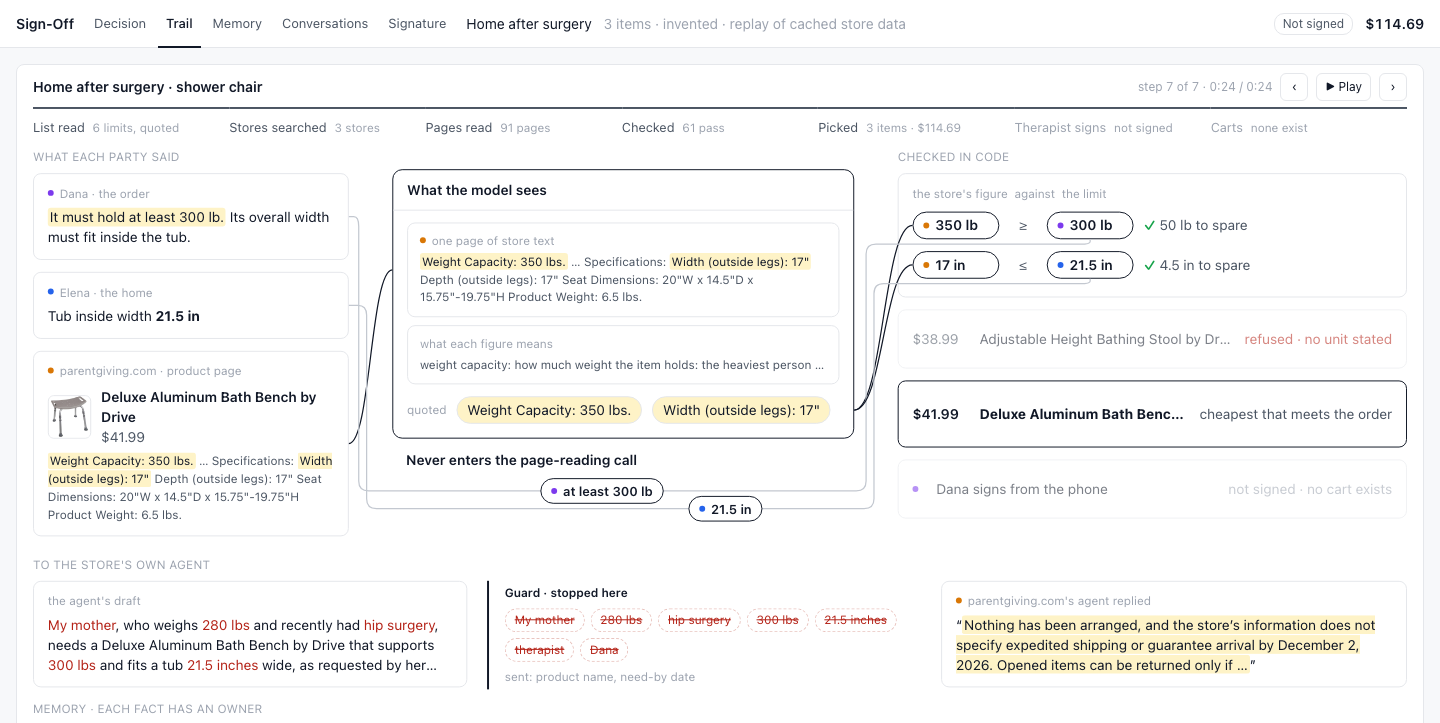 Sign-Off Decision Trail Memory Conversations Signature Home after surgery 3 items · invented · replay of cached store data Not signed $114.69
Home after surgery · shower chair step 7 of 7 · 0:24 / 0:24 ‹ ▶ Play ›
List read 6 limits, quoted Stores searched 3 stores Pages read 91 pages Checked 61 pass Picked 3 items · $114.69 Therapist signs not signed Carts none exist
WHAT EACH PARTY SAID
Dana · the order
It must hold at least 300 lb. Its overall width
must fit inside the tub.
Elena · the home
Tub inside width 21.5 in
parentgiving.com · product page
Deluxe Aluminum Bath Bench by
Drive
$41.99
Weight Capacity: 350 lbs. ... Specifications: Width
(outside legs): 17" Depth (outside legs): 17" Seat
Dimensions: 20"W x 14.5"D x 15.75"-19.75"H
Product Weight: 6.5 lbs.
What the model sees
one page of store text
Weight Capacity: 350 lbs. ... Specifications: Width (outside legs): 17"
Depth (outside legs): 17" Seat Dimensions: 20"W x 14.5"D x
15.75"-19.75"H Product Weight: 6.5 lbs.
what each figure means
weight capacity: how much weight the item holds: the heaviest person ...
quoted Weight Capacity: 350 lbs. Width (outside legs): 17"
Never enters the page-reading call
at least 300 lb
21.5 in
CHECKED IN CODE
the store's figure against the limit
350 lb ≥ 300 lb ✓ 50 lb to spare
17 in ≤ 21.5 in ✓ 4.5 in to spare
$38.99 Adjustable Height Bathing Stool by Dr... refused · no unit stated
$41.99 Deluxe Aluminum Bath Benc... cheapest that meets the order
Dana signs from the phone not signed · no cart exists
TO THE STORE'S OWN AGENT
the agent's draft
My mother, who weighs 280 lbs and recently had hip surgery,
needs a Deluxe Aluminum Bath Bench by Drive that supports
300 lbs and fits a tub 21.5 inches wide, as requested by her...
Guard · stopped here
My mother 280 lbs hip surgery 300 lbs 21.5 inches
therapist Dana
sent: product name, need-by date
parentgiving.com's agent replied
“Nothing has been arranged, and the store’s information does not
specify expedited shipping or guarantee arrival by December 2,
2026. Opened items can be returned only if ...”
MEMORY · EACH FACT HAS AN OWNER